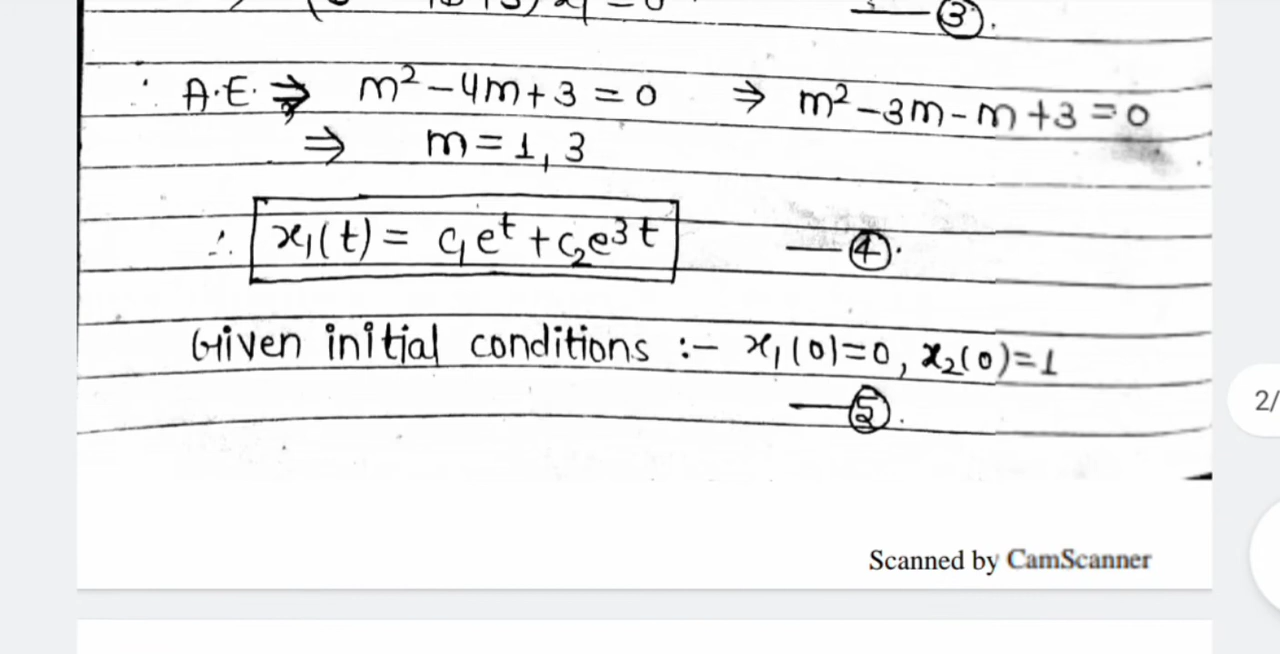 ③.
∴ A.E. ⇒ m²-4m+3=0 ⇒ m²-3m-m+3=0
⇒ m=1,3
∴ x₁(t)= c₁eᵗ+c₂e³ᵗ —④.
Given initial conditions :- x₁(0)=0, x₂(0)=1
—⑤.
2/
Scanned by CamScanner